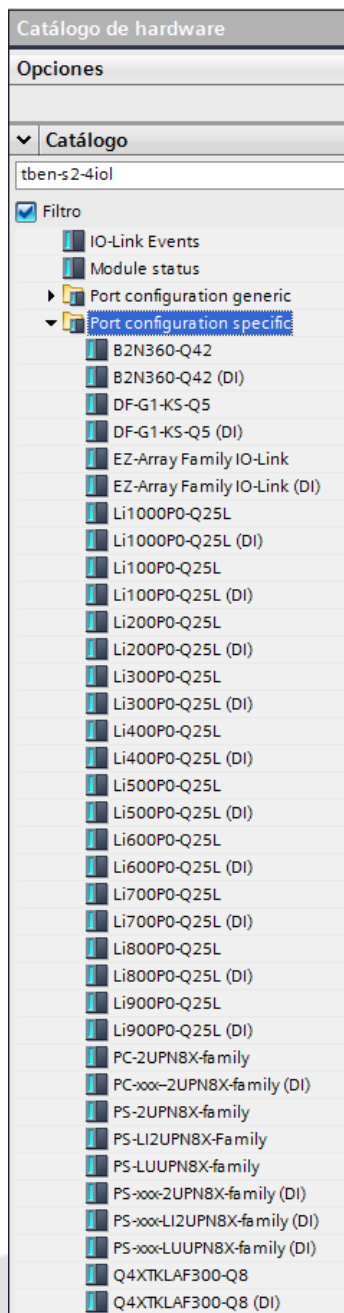 Catálogo de hardware
Opciones
Catálogo
tben-s2-4iol
Filtro
IO-Link Events
Module status
Port configuration generic
Port configuration specific
B2N360-Q42
B2N360-Q42 (DI)
DF-G1-KS-Q5
DF-G1-KS-Q5 (DI)
EZ-Array Family IO-Link
EZ-Array Family IO-Link (DI)
Li1000P0-Q25L
Li1000P0-Q25L (DI)
Li100P0-Q25L
Li100P0-Q25L (DI)
Li200P0-Q25L
Li200P0-Q25L (DI)
Li300P0-Q25L
Li300P0-Q25L (DI)
Li400P0-Q25L
Li400P0-Q25L (DI)
Li500P0-Q25L
Li500P0-Q25L (DI)
Li600P0-Q25L
Li600P0-Q25L (DI)
Li700P0-Q25L
Li700P0-Q25L (DI)
Li800P0-Q25L
Li800P0-Q25L (DI)
Li900P0-Q25L
Li900P0-Q25L (DI)
PC-2UPN8X-family
PC-xxx--2UPN8X-family (DI)
PS-2UPN8X-family
PS-LI2UPN8X-Family
PS-LUUPN8X-family
PS-xxx-2UPN8X-family (DI)
PS-xxx-LI2UPN8X-family (DI)
PS-xxx-LUUPN8X-family (DI)
Q4XTKLAF300-Q8
Q4XTKLAF300-Q8 (DI)